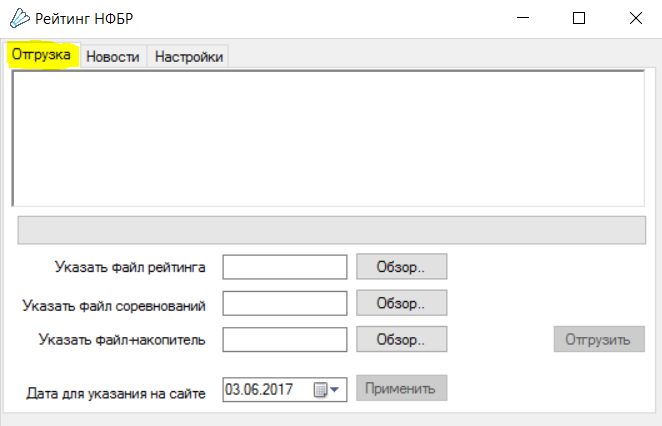 Рейтинг НФБР
Отгрузка Новости Настройки
Указать файл рейтинга Обзор..
Указать файл соревнований Обзор..
Указать файл-накопитель Обзор.. Отгрузить
Дата для указания на сайте 03.06.2017 Применить